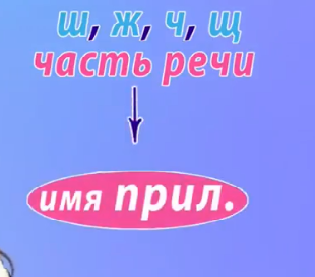 ш, ж, ч, щ
часть речи
имя прил.